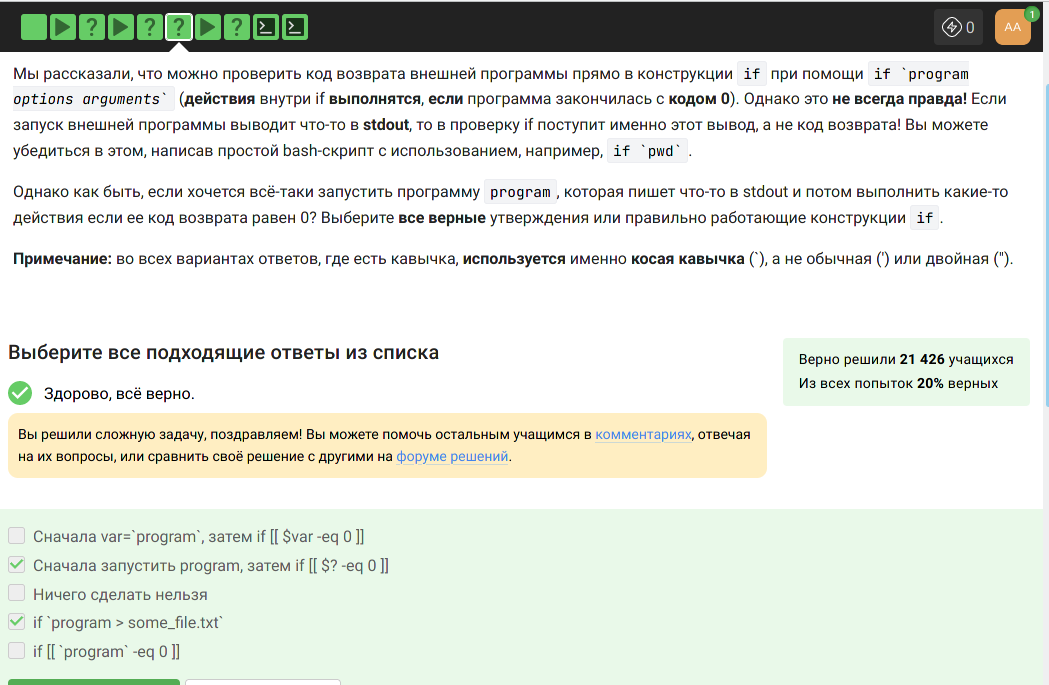 ? ? ? ?
0
AA
1
Мы рассказали, что можно проверить код возврата внешней программы прямо в конструкции if при помощи if `program
options arguments` (действия внутри if выполнятся, если программа закончилась с кодом 0). Однако это не всегда правда! Если
запуск внешней программы выводит что-то в stdout, то в проверку if поступит именно этот вывод, а не код возврата! Вы можете
убедиться в этом, написав простой bash-скрипт с использованием, например, if `pwd`.
Однако как быть, если хочется всё-таки запустить программу program, которая пишет что-то в stdout и потом выполнить какие-то
действия если ее код возврата равен 0? Выберите все верные утверждения или правильно работающие конструкции if.
Примечание: во всех вариантах ответов, где есть кавычка, используется именно косая кавычка (`), а не обычная (') или двойная (").
Выберите все подходящие ответы из списка
Верно решили 21 426 учащихся
Из всех попыток 20% верных
Здорово, всё верно.
Вы решили сложную задачу, поздравляем! Вы можете помочь остальным учащимся в комментариях, отвечая
на их вопросы, или сравнить своё решение с другими на форуме решений.
Сначала var=`program`, затем if [[ $var -eq 0 ]]
Сначала запустить program, затем if [[ $? -eq 0 ]]
Ничего сделать нельзя
if `program > some_file.txt`
if [[ `program` -eq 0 ]]